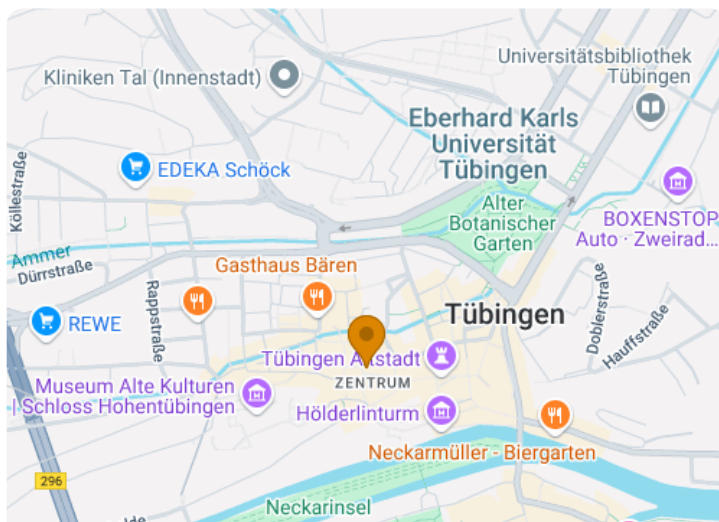 Universitätsbibliothek
Tübingen
Kliniken Tal (Innenstadt)
Eberhard Karls
Universität
Tübingen
Köllestraße
EDEKA Schöck
Alter
Botanischer
Garten
BOXENSTOP
Auto · Zweirad...
Ammer
Dürrstraße
Gasthaus Bären
Rappstraße
REWE
Tübingen
Doblerstraße
Hauffstraße
Tübingen Altstadt
ZENTRUM
Museum Alte Kulturen
| Schloss Hohentübingen
Hölderlinturm
Neckarmüller - Biergarten
296
Neckarinsel